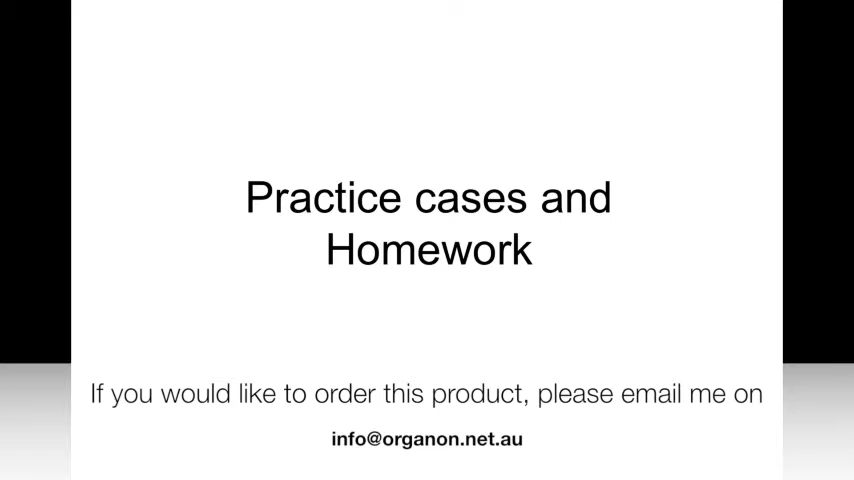 Practice cases and
Homework
If you would like to order this product, please email me on
info@organon.net.au